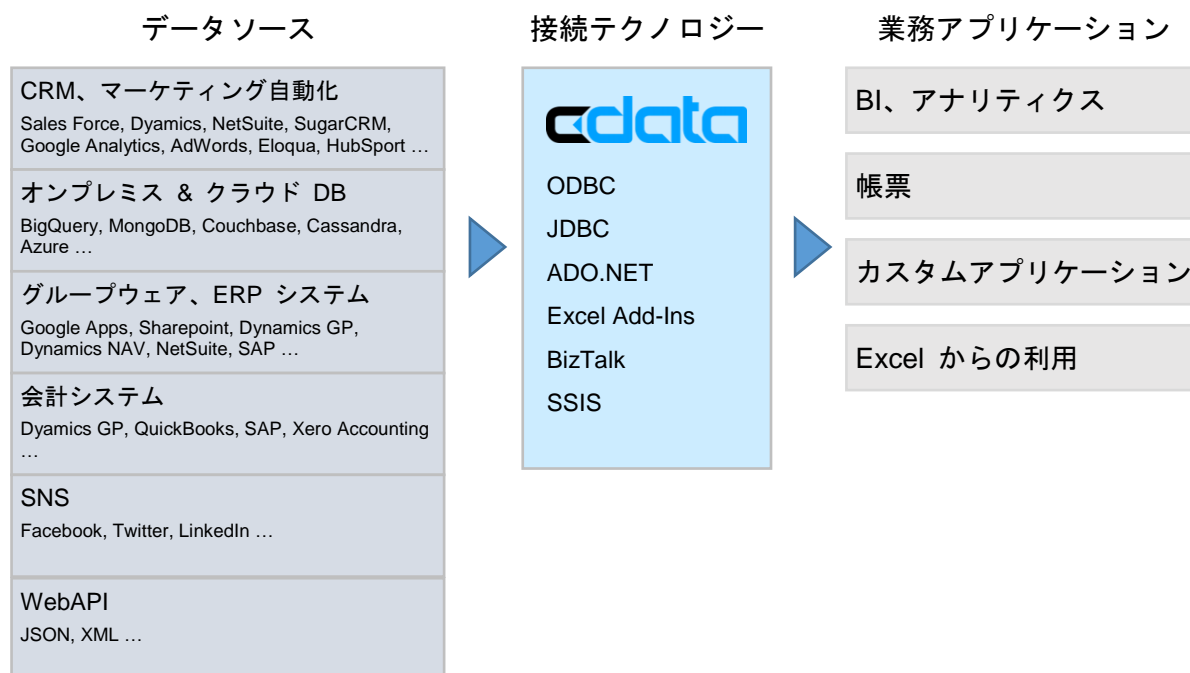 データソース
CRM、マーケティング自動化
Sales Force, Dyamics, NetSuite, SugarCRM,
Google Analytics, AdWords, Eloqua, HubSport …
オンプレミス & クラウド DB
BigQuery, MongoDB, Couchbase, Cassandra,
Azure …
グループウェア、ERP システム
Google Apps, Sharepoint, Dynamics GP,
Dynamics NAV, NetSuite, SAP …
会計システム
Dyamics GP, QuickBooks, SAP, Xero Accounting
…
SNS
Facebook, Twitter, LinkedIn …
WebAPI
JSON, XML …
接続テクノロジー
cdata
ODBC
JDBC
ADO.NET
Excel Add-Ins
BizTalk
SSIS
業務アプリケーション
BI、アナリティクス
帳票
カスタムアプリケーション
Excel からの利用